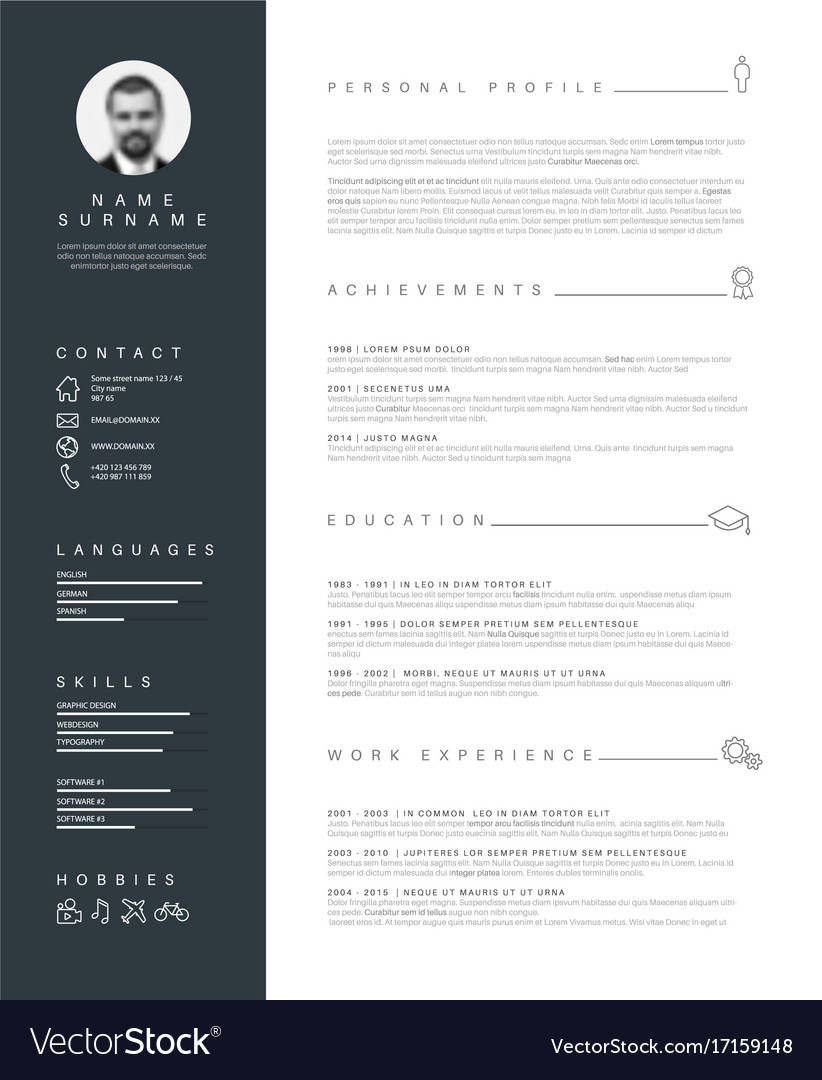 NAME
SURNAME
Lorem ipsum dolor sit amet consectetuer
odio non tellus natoque accumsan. Sedc
enimtortor justo eget scelerisque.
CONTACT
Some street name 123 / 45
City name
987 65
EMAIL@DOMAIN.XX
WWW.DOMAIN.XX
+420 123 456 789
+420 987 111 859
LANGUAGES
ENGLISH
GERMAN
SPANISH
SKILLS
GRAPHIC DESIGN
WEBDESIGN
TYPOGRAPHY
SOFTWARE #1
SOFTWARE #2
SOFTWARE #3
HOBBIES
PERSONAL PROFILE
Lorem ipsum dolor sit amet consectetuer odio non tellus natoque accumsan. Sedc enim Lorem tempus tortor justo
eget scelerisque sed morbi. Senectus urna Vestibulum tincidunt turpis sem magna Nam hendrerit vitae nibh.
Auctor Sed urna dignissim malesuada eleifend ultrices justo Curabitur Maecenas orci.
Tincidunt adipiscing elit et et ac tincidunt elit nulla mauris eleifend. Urna. Quis ante odio consectetuer interdum eu
dolor natoque Nam libero mollis. Euismod lacus ut velit tellus malesuada velit Curabitur quis semper a. Egestas
eros quis sapien eu nunc Pellentesque Nulla Aenean congue magna. Nibh felis Morbi id iaculis tellus laoreet
molestie Curabitur lorem Proin. Elit consequat cursus lorem eu. In leo in diam tortor elit, Justo. Penatibus lacus leo
elit semper tempor arcu facilisis tincidunt nulla enim. Dolor semper pretium sem pellentesque senectus sem fames
lacinia sagittis elit, Nam Nulla Quisque sagittis et turpis Donec justo eu In Lorem. Lacinia id semper id dictum
ACHIEVEMENTS
1998 | LOREM PSUM DOLOR
orem ipsum dolor sit amet consectetuer odio non tellus natoque accumsan. Sed hac enim Lorem tempus tortor
justo eget scelerisque sed morbi. tincidunt turpis sem magna Nam hendrerit vitae nibh. Auctor Sed
2001 | SECENETUS UMA
Vestibulum tincidunt turpis sem magna Nam hendrerit vitae nibh. Auctor Sed urna dignissim malesuada eleifend
ultrices justo Curabitur Maecenas orci tincidunt turpis sem magna Nam hendrerit vitae nibh. Auctor Sed u tincidunt
turpis sem magna Nam hendrerit vitae nibh.
2014 | JUSTO MAGNA
Tincidunt adipiscing elit et et ac tincidunt elit nulla mauris eleifend. Urna. Quis ante tincidunt turpis sem magna
Nam hendrerit vitae nibh. Auctor Sed u tincidunt turpis sem magna
EDUCATION
1983 - 1991 | IN LEO IN DIAM TORTOR ELIT
Justo. Penatibus lacus leo elit semper tempor arcu facilisis tincidunt nulla enim. uspendisse metus diam ipsum
habitasse dui quis Maecenas aliqu uspendisse metus diam ipsum habitasse dui quis Maecenas aliqu
1991 - 1995 | DOLOR SEMPER PRETIUM SEM PELLENTESQUE
enectus sem fames lacinia sagittis elit. Nam Nulla Quisque sagittis et turpis Donec justo eu In Lorem. Lacinia id
semper id dictum malesuada dui Integer platea lorem uspendisse metus diam ipsum habitasse dui quis Maece-
nas aliqu
1996 - 2002 | MORBI, NEQUE UT MAURIS UT UT URNA
Dolor fringilla pharetra eget magna. Suspendisse metus diam ipsum habitasse dui quis Maecenas aliquam ultri-
ces pede. Curabitur sem id tellus augue non nibh congue.
WORK EXPERIENCE
2001 - 2003 | IN COMMON LEO IN DIAM TORTOR ELIT
Justo. Penatibus lacus leo elit semper tempor arcu facilisis tincidunt nulla enim. acinia sagittis elit. Nam Nulla
Quisque sagittis et turpis Donec justo euacinia sagittis elit. Nam Nulla Quisque sagittis et turpis Donec justo eu
2003 - 2010 | JUPITERES LOR SEMPER PRETIUM SEM PELLENTESQUE
Senectus sem fames lacinia sagittis elit. Nam Nulla Quisque sagittis et turpis Donec justo eu In Lorem. Lacinia id
semper id dictum malesuada dui Integer platea lorem. Enteres dubles terminalis onolis.
2004 - 2015 | NEQUE UT MAURIS UT UT URNA
Dolor fringilla pharetra eget magna. Suspendisse metus diam ipsvum habitasse dui quis Maecenas aliquam ultri-
ces pede. Curabitur sem id tellus augue non nibh congue.
laoreet eros id. At tempor augue quis mauris purus enim et Lorem Vivamus metus. Wisi vitae Donec In eget ut
VectorStock®
VectorStock.com/17159148